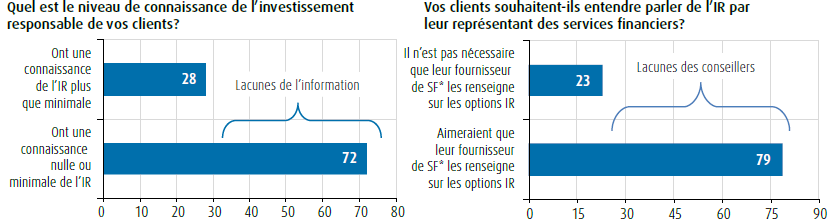 Quel est le niveau de connaissance de l'investissement
responsable de vos clients?
Ont une
connaissance
de l'IR plus
que minimale
28
Lacunes de l'information
Ont une
connaissance
nulle ou
minimale de l'IR
72
0 10 20 30 40 50 60 70 80
Vos clients souhaitent-ils entendre parler de l'IR par
leur représentant des services financiers?
Il n'est pas nécessaire
que leur fournisseur
de SF* les renseigne
sur les options IR
23
Lacunes des conseillers
Aimeraient que
leur fournisseur
de SF* les renseigne
sur les options IR
79
0 15 30 45 60 75 90